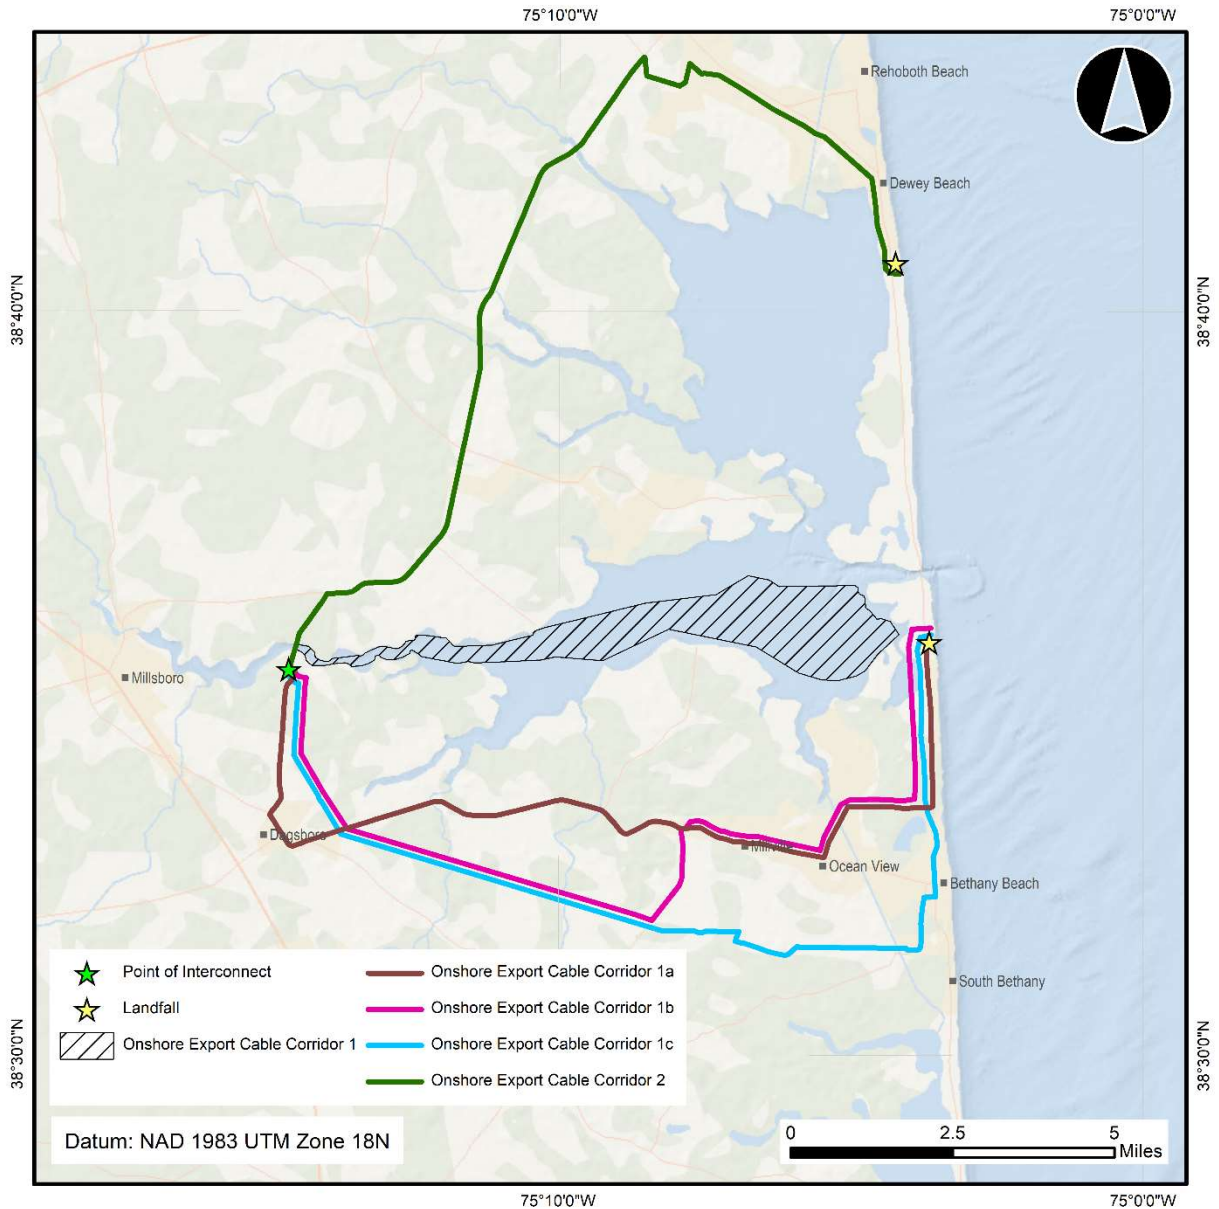 75°10'0"W
75°0'0"W
Rehoboth Beach
Dewey Beach
38°40'0"N
38°40'0"N
Millsboro
Dagsboro
Millville
Ocean View
Bethany Beach
South Bethany
Point of Interconnect
Landfall
Onshore Export Cable Corridor 1
Onshore Export Cable Corridor 1a
Onshore Export Cable Corridor 1b
Onshore Export Cable Corridor 1c
Onshore Export Cable Corridor 2
38°30'0"N
38°30'0"N
Datum: NAD 1983 UTM Zone 18N
0
2.5
5
Miles
75°10'0"W
75°0'0"W